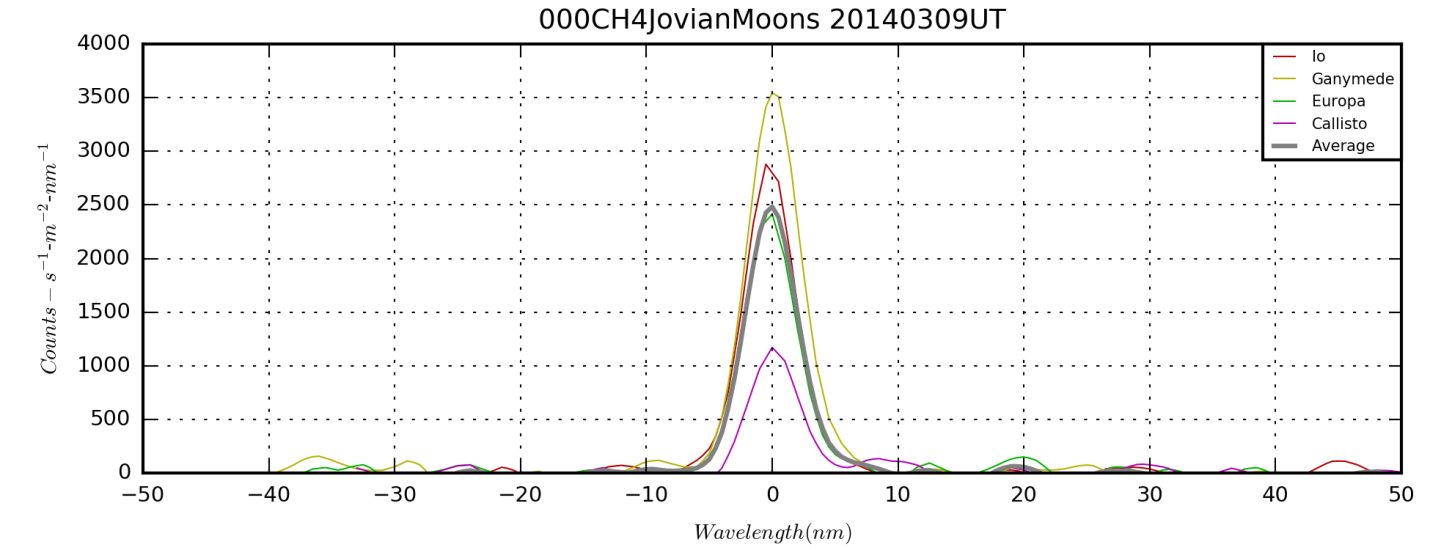 000CH4JovianMoons 20140309UT
4000
3500
3000
2500
2000
1500
1000
500
0
Counts − s⁻¹-m⁻²-nm⁻¹
Io
Ganymede
Europa
Callisto
Average
−50 −40 −30 −20 −10 0 10 20 30 40 50
Wavelength(nm)